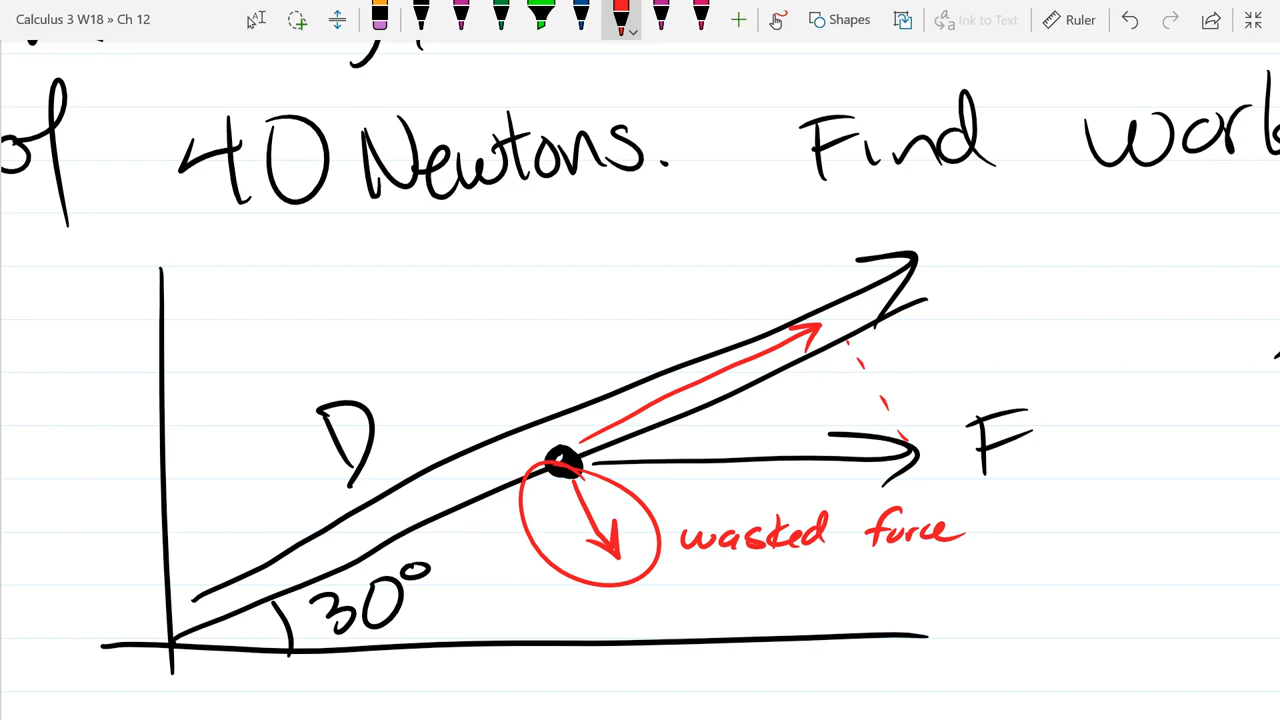 Calculus 3 W18 » Ch 12
Shapes
Ink to Text
Ruler
of 40 Newtons. Find work
D
F
wasted force
30°